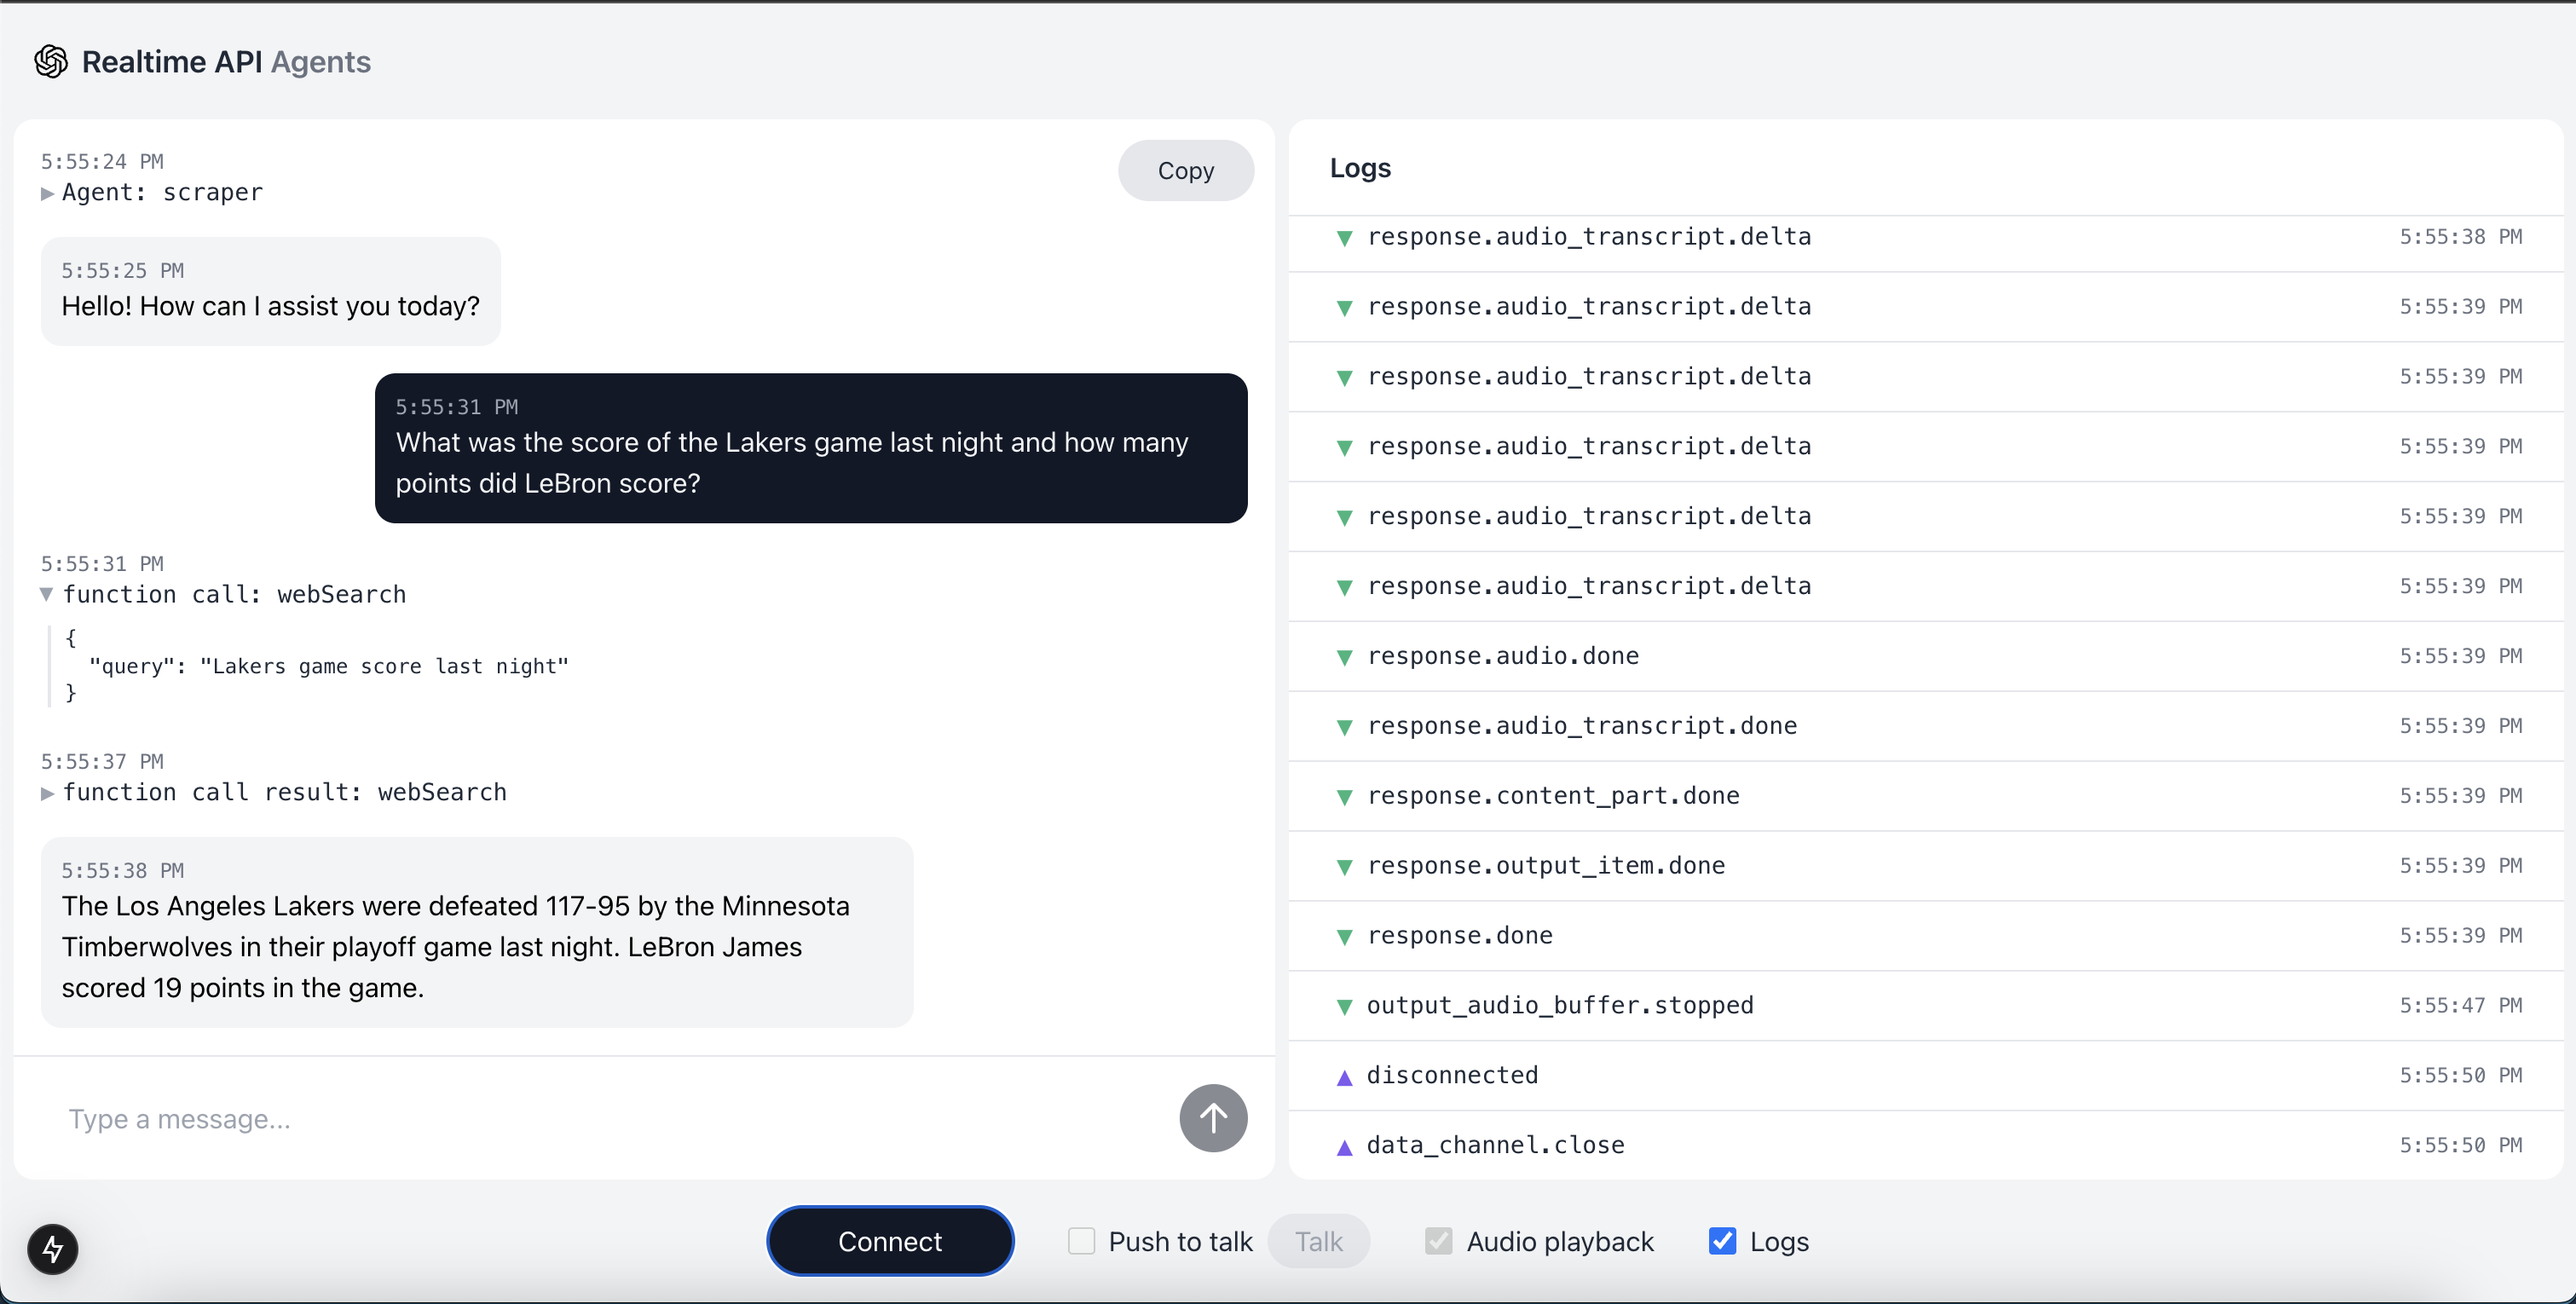 Realtime API Agents
5:55:24 PM
▶ Agent: scraper
Copy
5:55:25 PM
Hello! How can I assist you today?
5:55:31 PM
What was the score of the Lakers game last night and how many
points did LeBron score?
5:55:31 PM
▼ function call: webSearch
{
"query": "Lakers game score last night"
}
5:55:37 PM
▶ function call result: webSearch
5:55:38 PM
The Los Angeles Lakers were defeated 117-95 by the Minnesota
Timberwolves in their playoff game last night. LeBron James
scored 19 points in the game.
Type a message...
Logs
▼ response.audio_transcript.delta 5:55:38 PM
▼ response.audio_transcript.delta 5:55:39 PM
▼ response.audio_transcript.delta 5:55:39 PM
▼ response.audio_transcript.delta 5:55:39 PM
▼ response.audio_transcript.delta 5:55:39 PM
▼ response.audio_transcript.delta 5:55:39 PM
▼ response.audio.done 5:55:39 PM
▼ response.audio_transcript.done 5:55:39 PM
▼ response.content_part.done 5:55:39 PM
▼ response.output_item.done 5:55:39 PM
▼ response.done 5:55:39 PM
▼ output_audio_buffer.stopped 5:55:47 PM
▲ disconnected 5:55:50 PM
▲ data_channel.close 5:55:50 PM
Connect
Push to talk
Talk
Audio playback
Logs